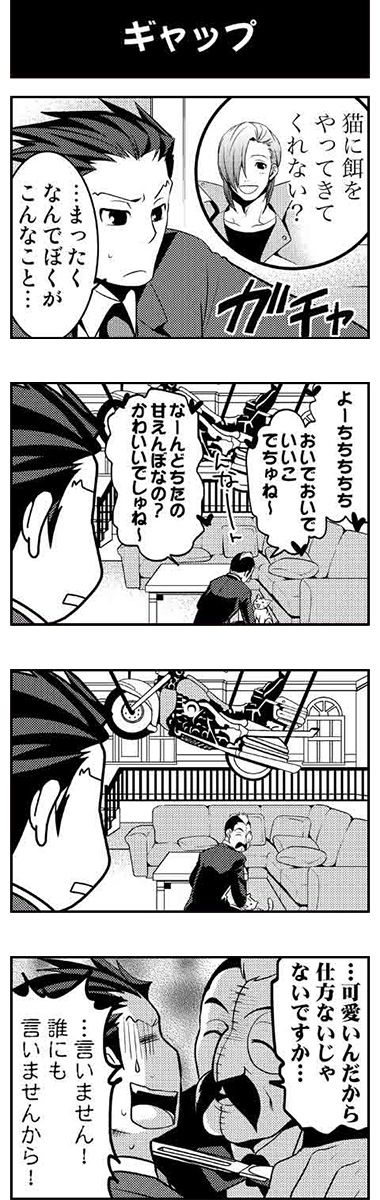 ギャップ
猫に餌を
やってきて
くれない?
…まったく
なんでぼくが
こんなこと…
ガチャ
よーちちちちち
おいでおいで
いいこ
でちゅね~
んなー
なーんどちたの
甘えんぼなの?
かわいいでしゅね~
…可愛いんだから
仕方ないじゃ
ないですか…
…言いません!
誰にも
言いませんから!